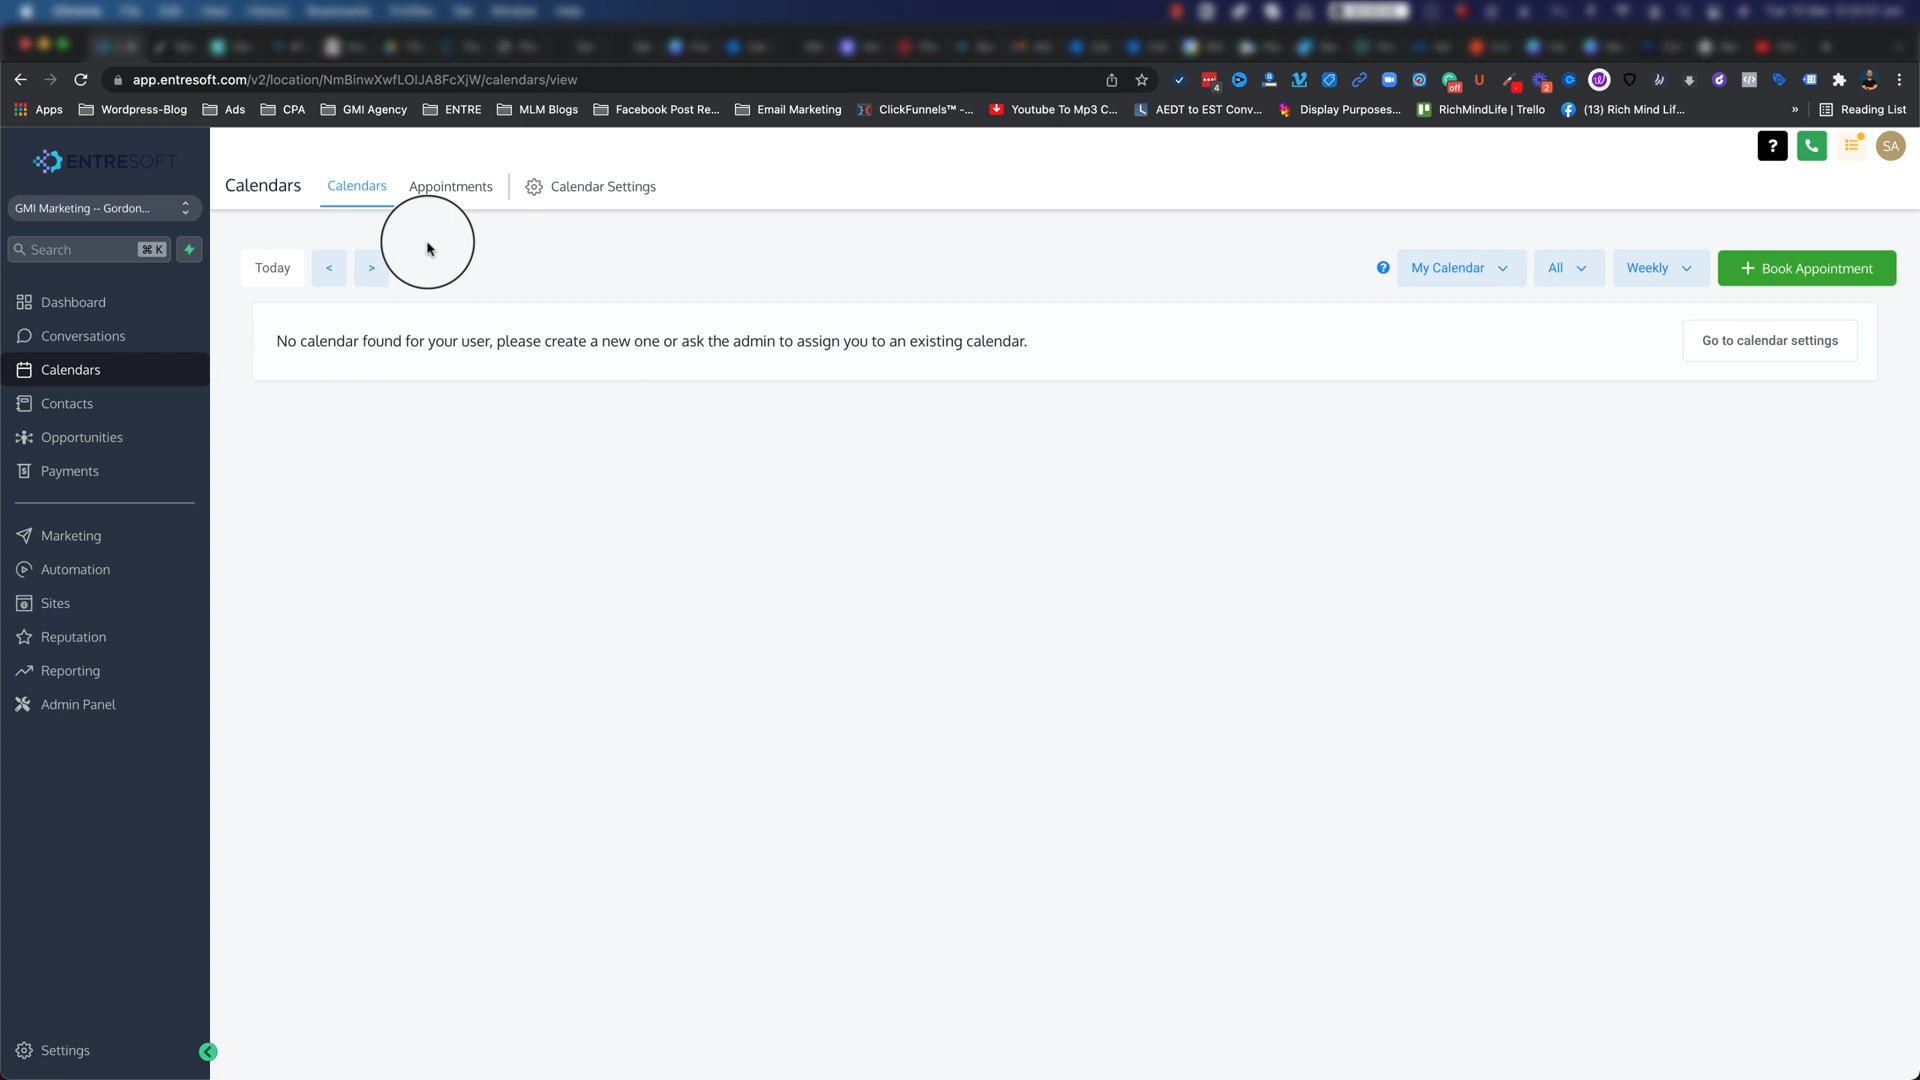 app.entresoft.com/v2/location/NmBinwXwfLOIJA8FcXjW/calendars/view
4
off
2
Apps
Wordpress-Blog
Ads
CPA
GMI Agency
ENTRE
MLM Blogs
Facebook Post Re...
Email Marketing
ClickFunnels™ -...
Youtube To Mp3 C...
AEDT to EST Conv...
Display Purposes...
RichMindLife | Trello
(13) Rich Mind Lif...
»
Reading List
ENTRESOFT
? SA
Calendars
Calendars
Appointments
Calendar Settings
GMI Marketing -- Gordon...
Search ⌘ K
Today < >
? My Calendar
All
Weekly
+ Book Appointment
No calendar found for your user, please create a new one or ask the admin to assign you to an existing calendar.
Go to calendar settings
Dashboard
Conversations
Calendars
Contacts
Opportunities
Payments
Marketing
Automation
Sites
Reputation
Reporting
Admin Panel
Settings